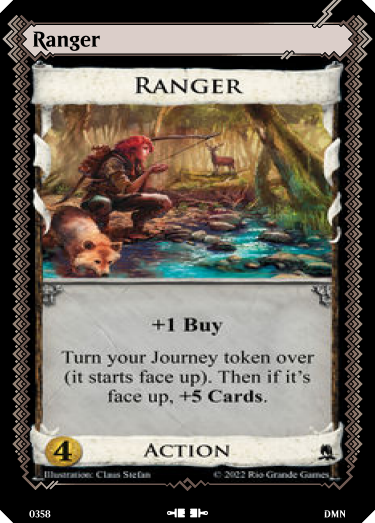 Ranger
RANGER
+1 Buy
Turn your Journey token over
(it starts face up). Then if it's
face up, +5 Cards.
4
ACTION
Illustration: Claus Stefan © 2022 Rio Grande Games
0358 DMN